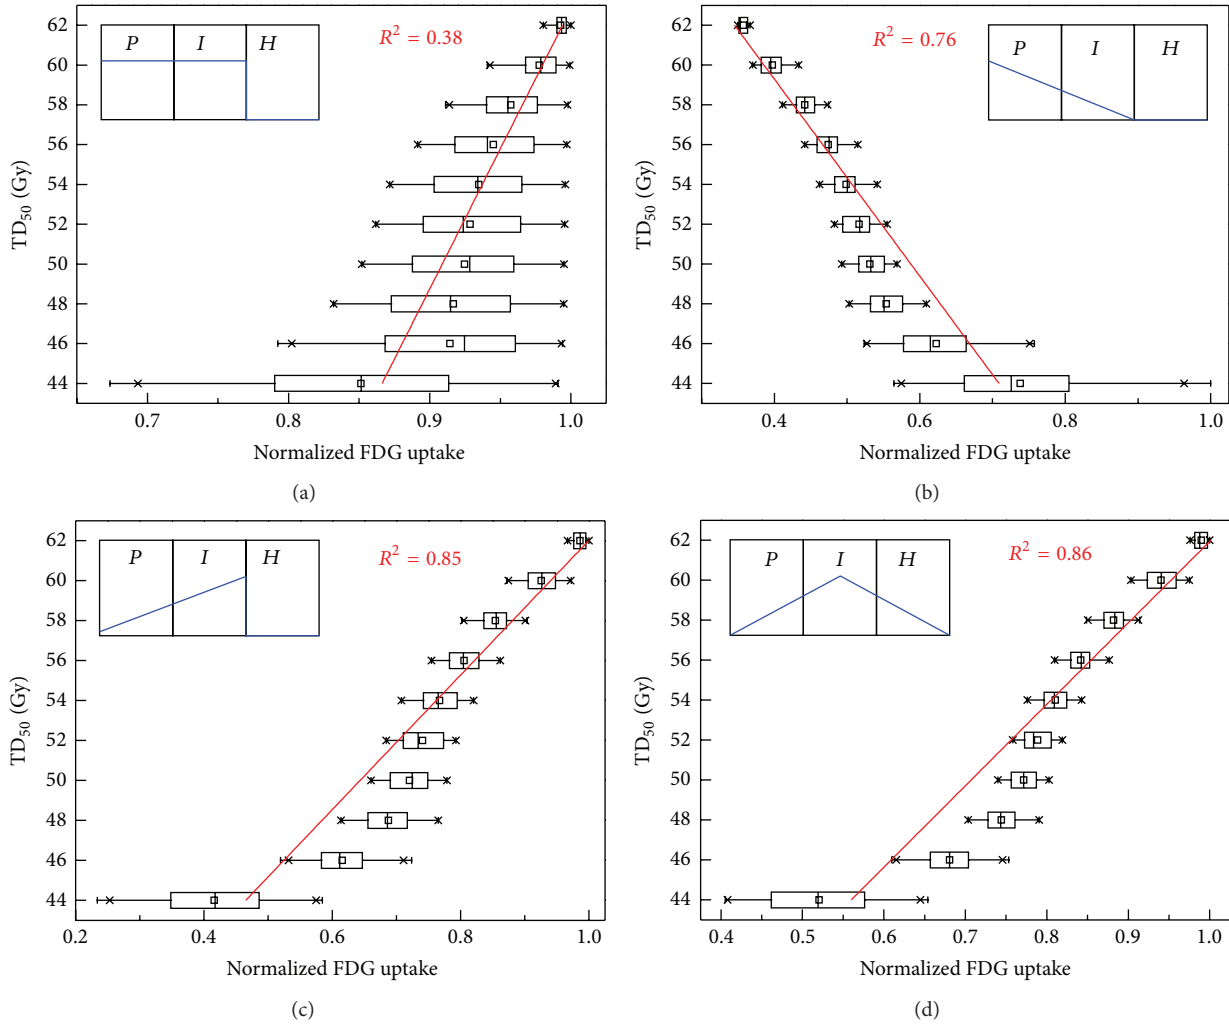 62
60
58
56
54
52
50
48
46
44
TD50 (Gy)
P I H
R² = 0.38
0.7 0.8 0.9 1.0
Normalized FDG uptake
(a)
62
60
58
56
54
52
50
48
46
44
TD50 (Gy)
R² = 0.76
P I H
0.4 0.6 0.8 1.0
Normalized FDG uptake
(b)
62
60
58
56
54
52
50
48
46
44
TD50 (Gy)
P I H
R² = 0.85
0.2 0.4 0.6 0.8 1.0
Normalized FDG uptake
(c)
62
60
58
56
54
52
50
48
46
44
TD50 (Gy)
P I H
R² = 0.86
0.4 0.5 0.6 0.7 0.8 0.9 1.0
Normalized FDG uptake
(d)